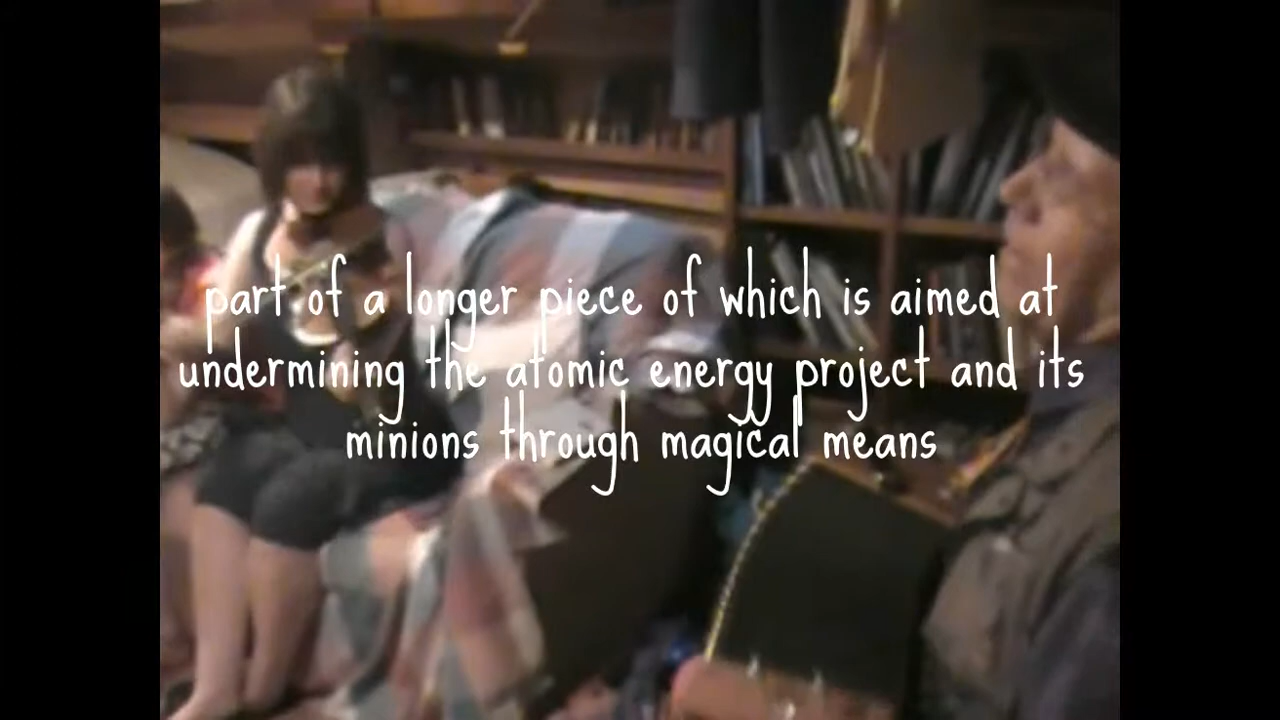 part of a longer piece of which is aimed at
undermining the atomic energy project and its
minions through magical means